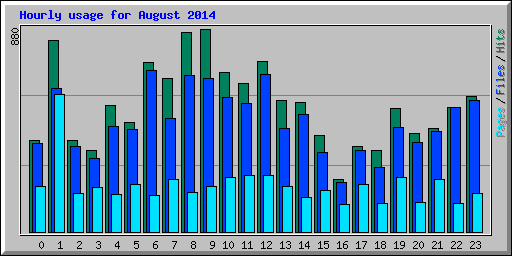 Hourly usage for August 2014
880
Pages / Files / Hits
0 1 2 3 4 5 6 7 8 9 10 11 12 13 14 15 16 17 18 19 20 21 22 23